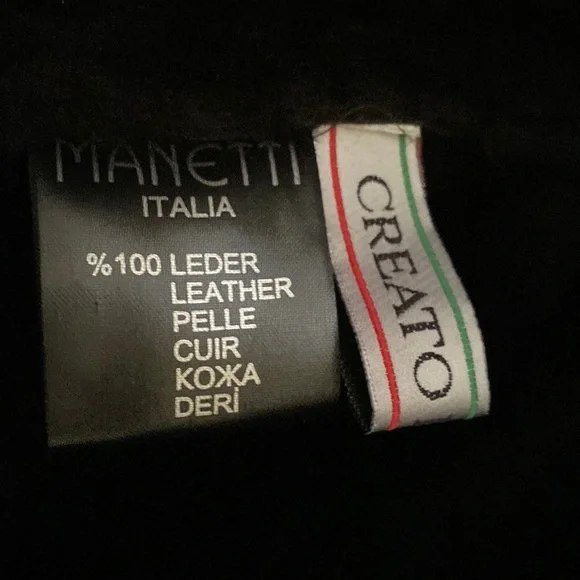 MANETTI
ITALIA
%100 LEDER
LEATHER
PELLE
CUIR
КОЖА
DERİ
CREATO